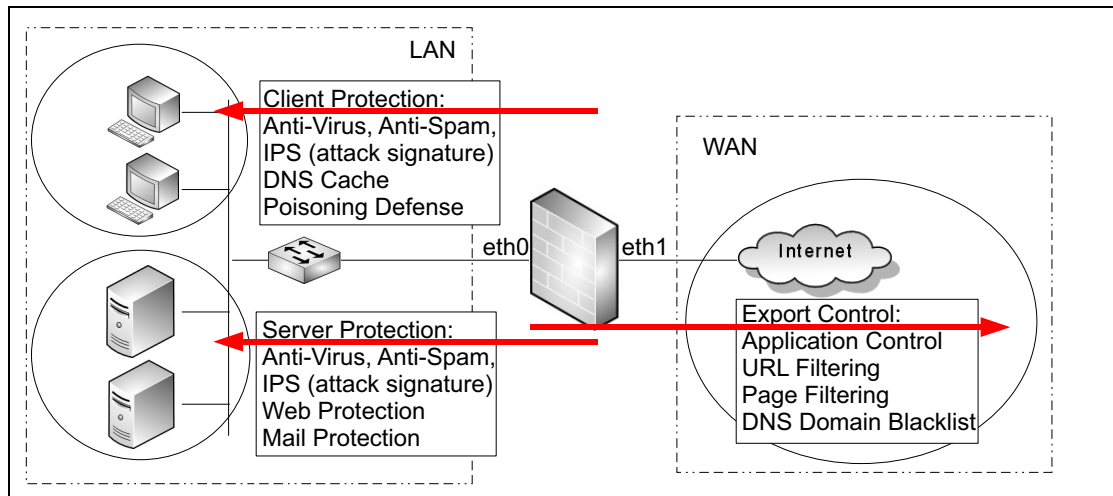 LAN
Client Protection:
Anti-Virus, Anti-Spam,
IPS (attack signature)
DNS Cache
Poisoning Defense
WAN
eth0
eth1
Internet
Server Protection:
Anti-Virus, Anti-Spam,
IPS (attack signature)
Web Protection
Mail Protection
Export Control:
Application Control
URL Filtering
Page Filtering
DNS Domain Blacklist